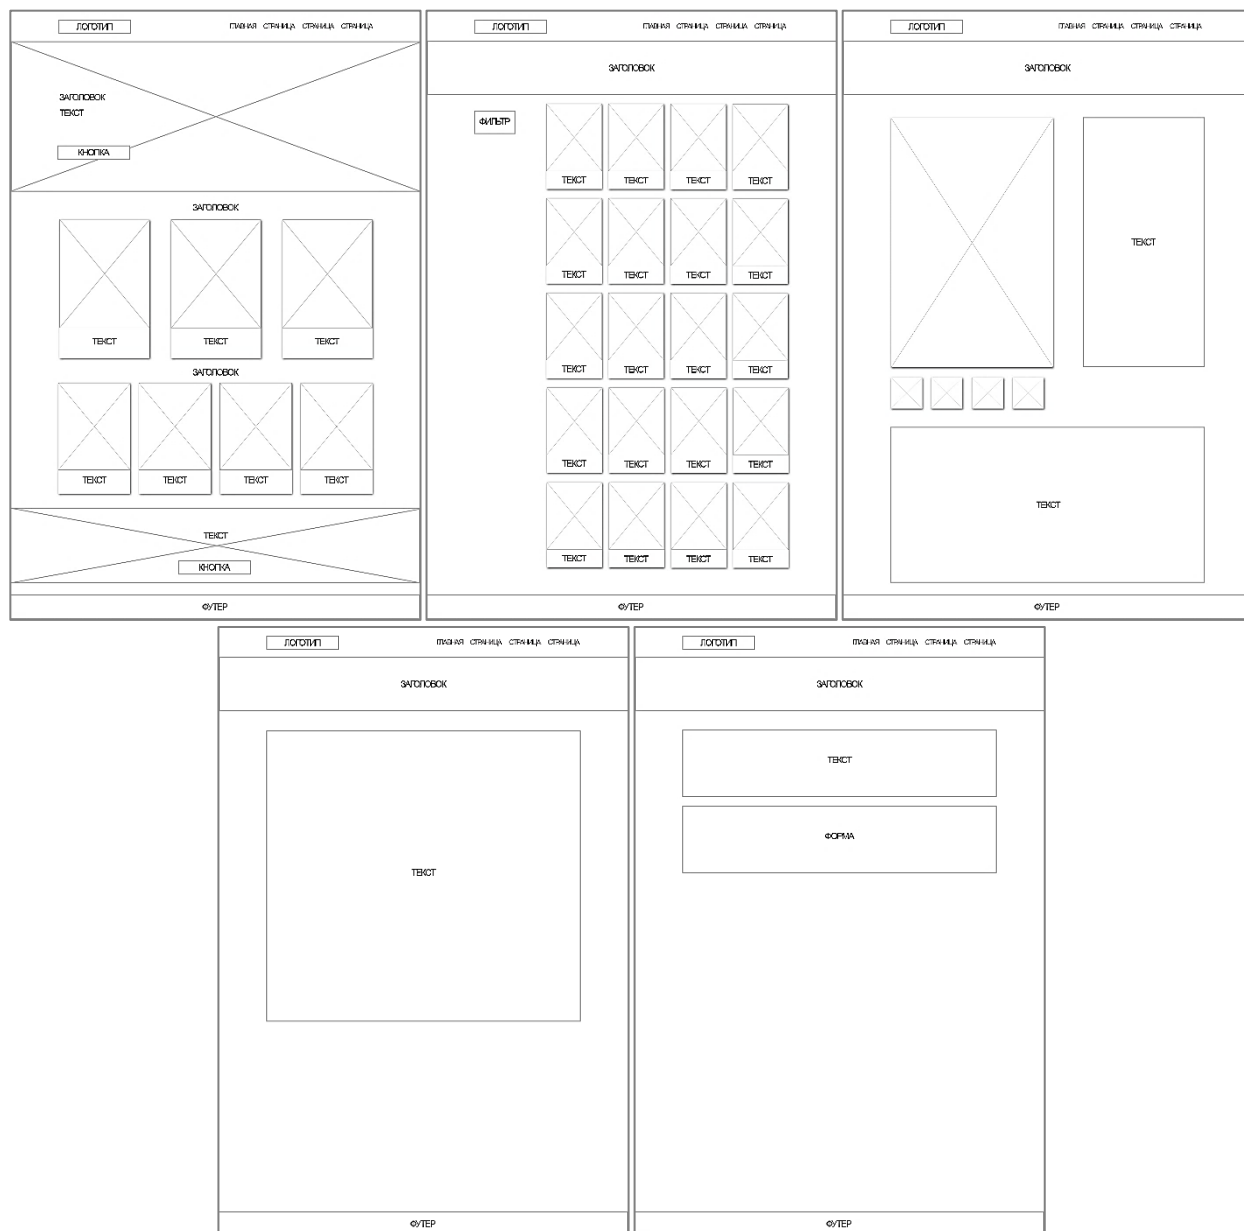 ЛОГОТИП ГЛАВНАЯ СТРАНИЦА СТРАНИЦА СТРАНИЦА
ЗАГОЛОВОК
ТЕКСТ
КНОПКА
ЗАГОЛОВОК
ТЕКСТ ТЕКСТ ТЕКСТ
ЗАГОЛОВОК
ТЕКСТ ТЕКСТ ТЕКСТ ТЕКСТ
ТЕКСТ
КНОПКА
ФУТЕР
ЛОГОТИП ГЛАВНАЯ СТРАНИЦА СТРАНИЦА СТРАНИЦА
ЗАГОЛОВОК
ФИЛЬТР
ТЕКСТ ТЕКСТ ТЕКСТ ТЕКСТ
ТЕКСТ ТЕКСТ ТЕКСТ ТЕКСТ
ТЕКСТ ТЕКСТ ТЕКСТ ТЕКСТ
ТЕКСТ ТЕКСТ ТЕКСТ ТЕКСТ
ТЕКСТ ТЕКСТ ТЕКСТ ТЕКСТ
ФУТЕР
ЛОГОТИП ГЛАВНАЯ СТРАНИЦА СТРАНИЦА СТРАНИЦА
ЗАГОЛОВОК
ТЕКСТ
ТЕКСТ
ФУТЕР
ЛОГОТИП ГЛАВНАЯ СТРАНИЦА СТРАНИЦА СТРАНИЦА
ЗАГОЛОВОК
ТЕКСТ
ФУТЕР
ЛОГОТИП ГЛАВНАЯ СТРАНИЦА СТРАНИЦА СТРАНИЦА
ЗАГОЛОВОК
ТЕКСТ
ФОРМА
ФУТЕР